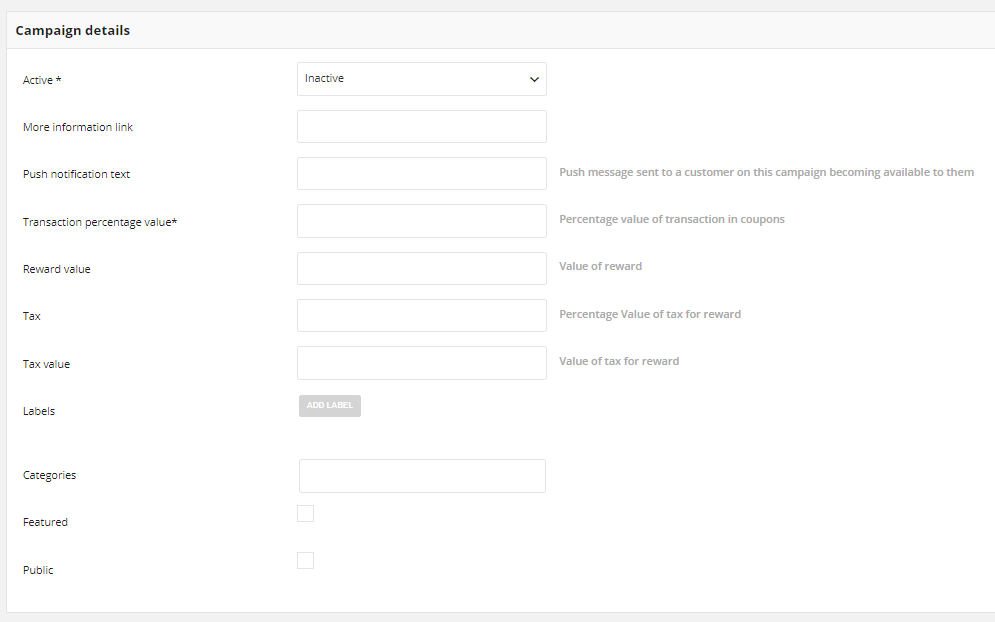 Campaign details
Active *
Inactive
More information link
Push notification text
Push message sent to a customer on this campaign becoming available to them
Transaction percentage value*
Percentage value of transaction in coupons
Reward value
Value of reward
Tax
Percentage Value of tax for reward
Tax value
Value of tax for reward
Labels
ADD LABEL
Categories
Featured
Public